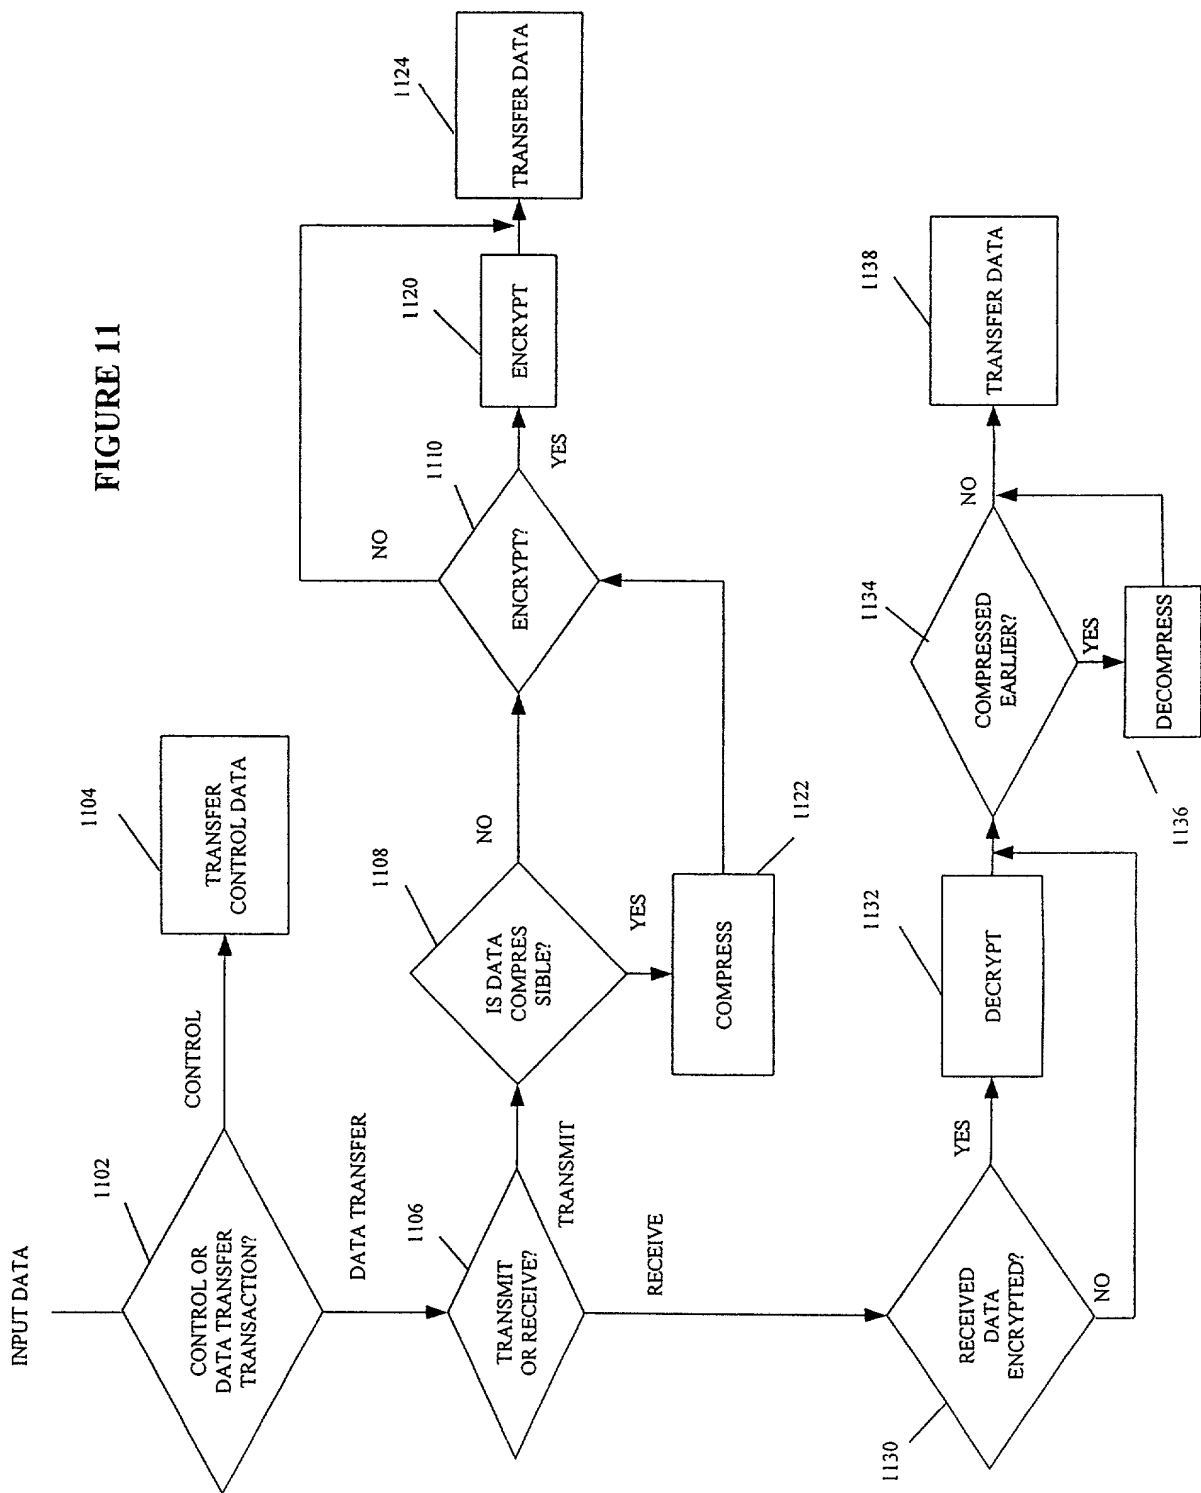 FIGURE 11
INPUT DATA
1102
CONTROL OR
DATA TRANSFER
TRANSACTION?
CONTROL
1104
TRANSFER
CONTROL DATA
DATA TRANSFER
1106
TRANSMIT
OR RECEIVE?
TRANSMIT
1108
IS DATA
COMPRES
SIBLE?
NO
YES
1122
COMPRESS
1110
ENCRYPT?
NO
YES
1120
ENCRYPT
1124
TRANSFER DATA
RECEIVE
1130
RECEIVED
DATA
ENCRYPTED?
YES
NO
1132
DECRYPT
1134
COMPRESSED
EARLIER?
NO
YES
1136
DECOMPRESS
1138
TRANSFER DATA